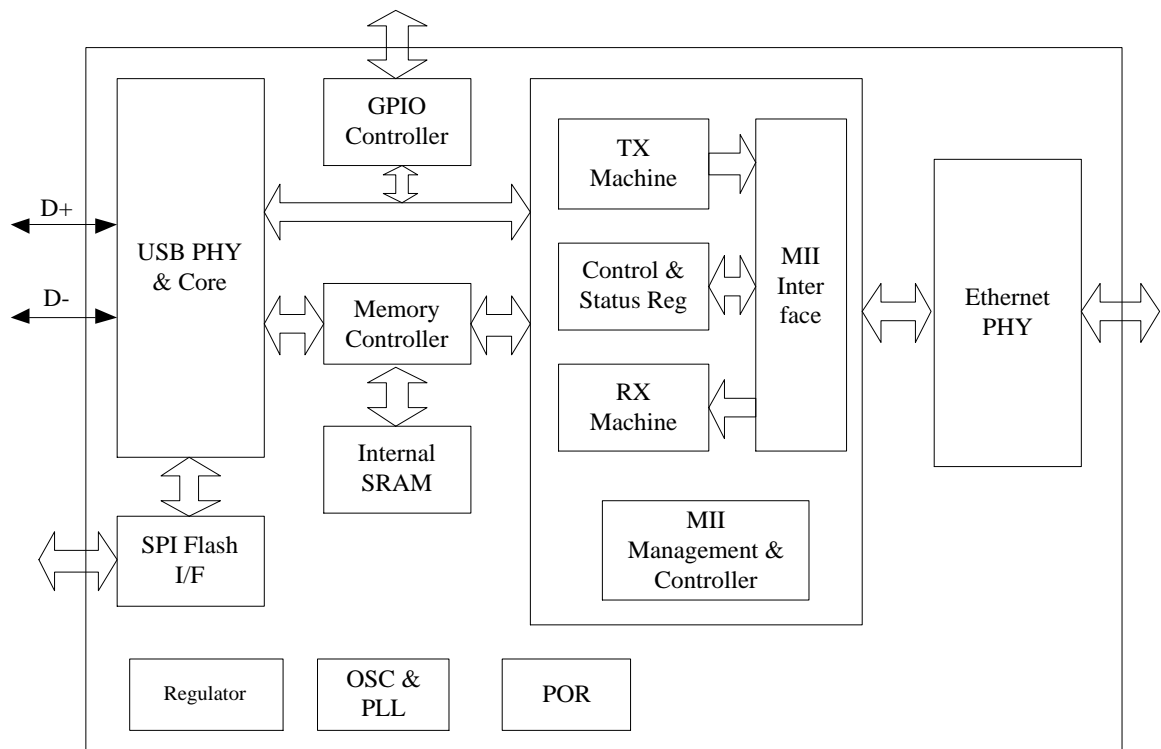 GPIO
Controller
TX
Machine
D+
USB PHY
& Core
D-
Memory
Controller
Control &
Status Reg
MII
Inter
face
Ethernet
PHY
RX
Machine
Internal
SRAM
MII
Management &
Controller
SPI Flash
I/F
Regulator
OSC &
PLL
POR